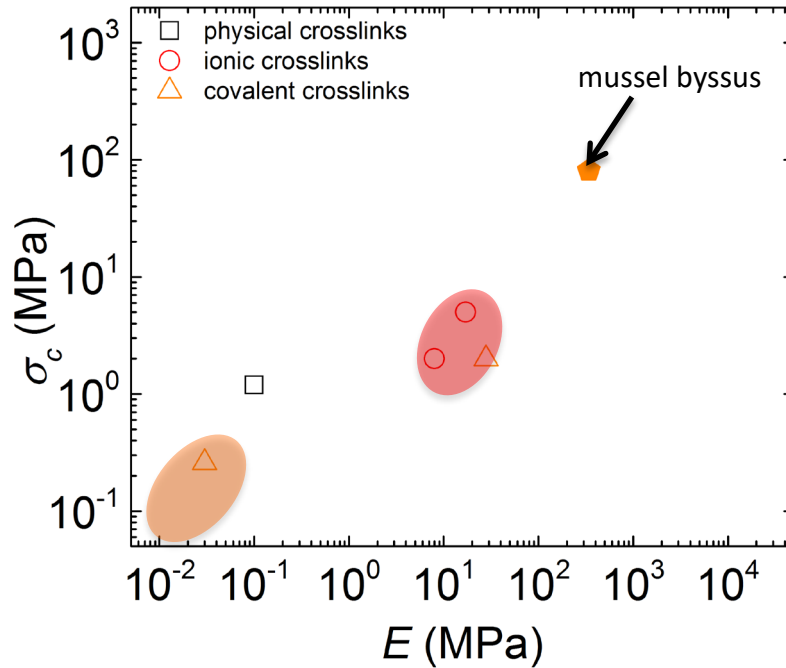 physical crosslinks
ionic crosslinks
covalent crosslinks
mussel byssus
10³
10²
10¹
10⁰
10⁻¹
σc (MPa)
10⁻² 10⁻¹ 10⁰ 10¹ 10² 10³ 10⁴
E (MPa)